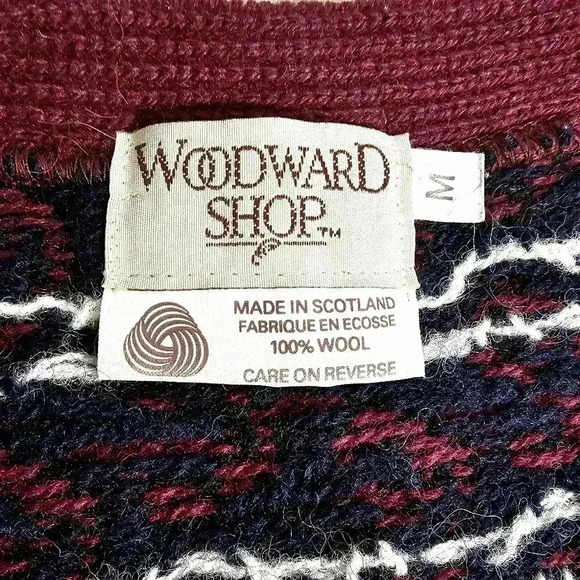 WOODWARD
SHOP™
M
MADE IN SCOTLAND
FABRIQUE EN ECOSSE
100% WOOL
CARE ON REVERSE